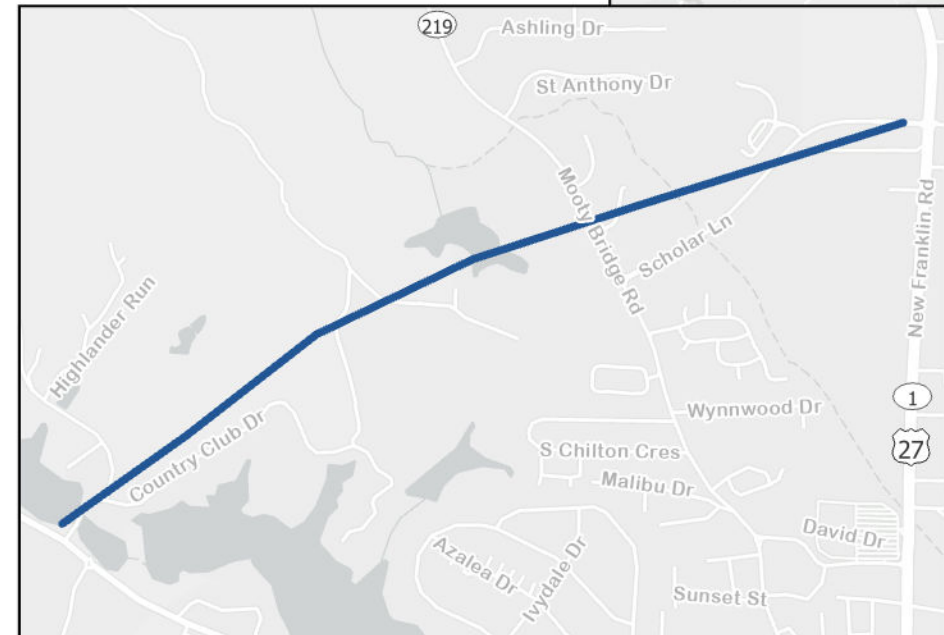 219
Ashling Dr
St Anthony Dr
Mooty Bridge Rd
Scholar Ln
New Franklin Rd
Highlander Run
Country Club Dr
1
27
Wynnwood Dr
S Chilton Cres
Malibu Dr
David Dr
Azalea Dr
Ivydale Dr
Sunset St